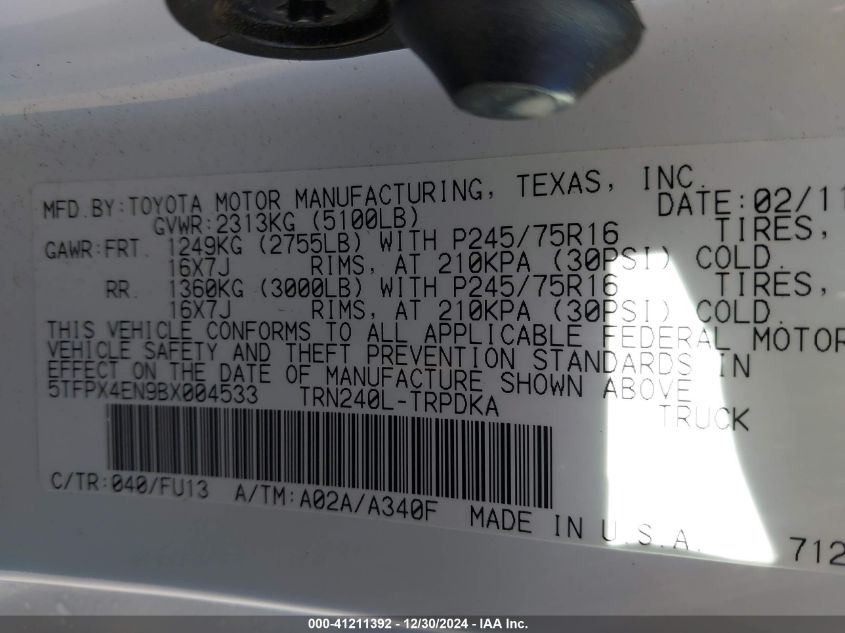 MFD.BY:TOYOTA MOTOR MANUFACTURING, TEXAS, INC. DATE:02/11
GVWR:2313KG (5100LB)
GAWR:FRT. 1249KG (2755LB) WITH P245/75R16 TIRES,
16X7J RIMS, AT 210KPA (30PSI) COLD.
RR. 1360KG (3000LB) WITH P245/75R16 TIRES,
16X7J RIMS, AT 210KPA (30PSI) COLD.
THIS VEHICLE CONFORMS TO ALL APPLICABLE FEDERAL MOTOR
VEHICLE SAFETY AND THEFT PREVENTION STANDARDS IN
EFFECT ON THE DATE OF MANUFACTURE SHOWN ABOVE
5TFPX4EN9BX004533 TRN240L-TRPDKA TRUCK
C/TR:040/FU13 A/TM:A02A/A340F MADE IN U.S.A. 712
000-41211392 - 12/30/2024 - IAA Inc.